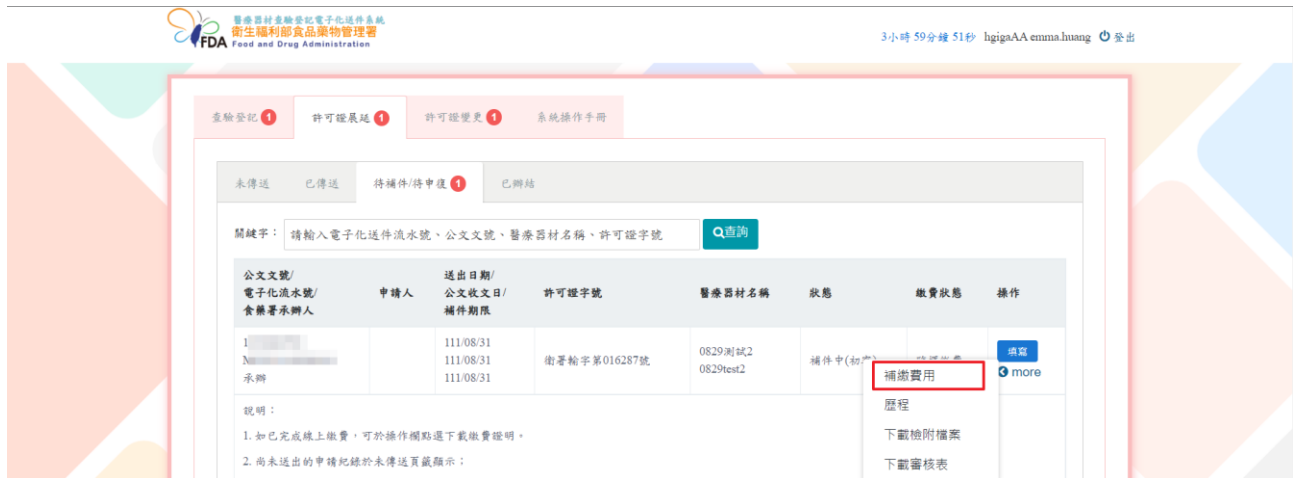 醫療器材查驗登記電子化送件系統
衛生福利部食品藥物管理署
FDA Food and Drug Administration
3小時 59分鐘 51秒 hgigaAA emma.huang 登出
查驗登記 1 許可證展延 1 許可證變更 1 系統操作手冊
未傳送 已傳送 待補件/待申復 1 已辦結
關鍵字： 請輸入電子化送件流水號、公文文號、醫療器材名稱、許可證字號 查詢
公文文號/
電子化流水號/
食藥署承辦人
申請人
送出日期/
公文收文日/
補件期限
許可證字號
醫療器材名稱
狀態
繳費狀態
操作
1
承辦
111/08/31
111/08/31
111/08/31
衛署輸字第016287號
0829測試2
0829test2
補件中(初
填寫
more
補繳費用
歷程
下載檢附檔案
下載審核表
說明：
1. 如已完成線上繳費，可於操作欄點選下載繳費證明。
2. 尚未送出的申請紀錄於未傳送頁籤顯示；